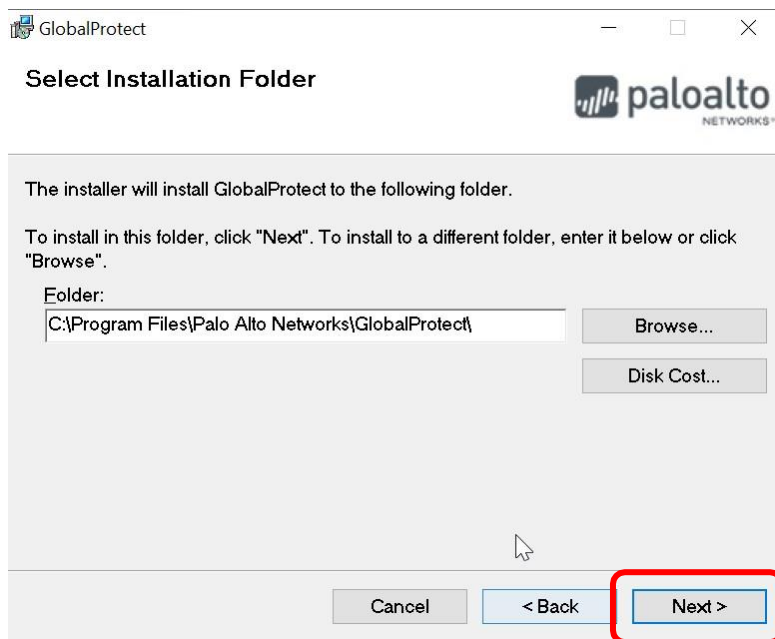 GlobalProtect
Select Installation Folder
paloalto
NETWORKS
The installer will install GlobalProtect to the following folder.
To install in this folder, click "Next". To install to a different folder, enter it below or click
"Browse".
Folder:
C:\Program Files\Palo Alto Networks\GlobalProtect\
Browse...
Disk Cost...
Cancel
< Back
Next >